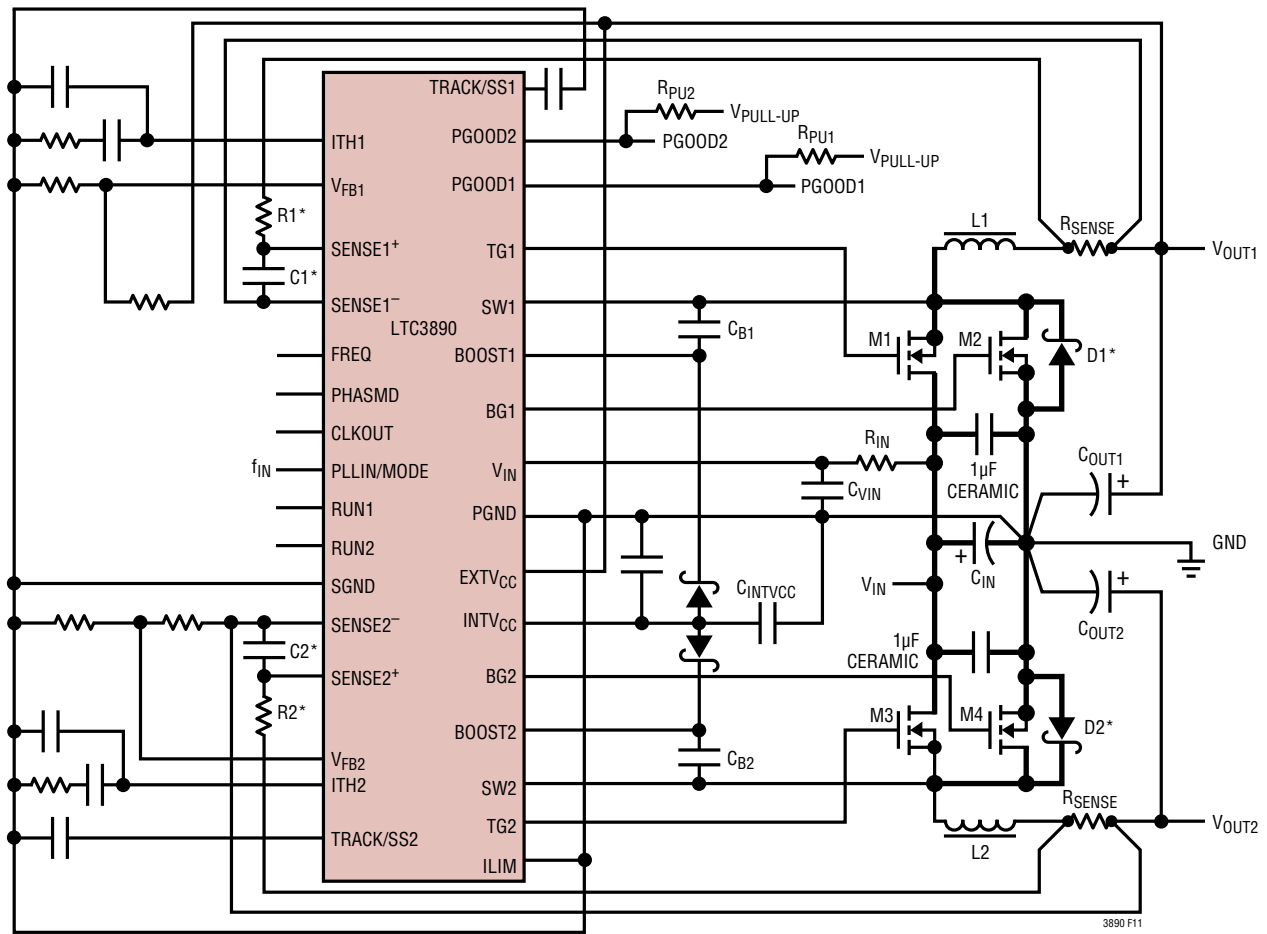 TRACK/SS1
RPU2
VPULL-UP
PGOOD2
PGOOD2
RPU1
VPULL-UP
PGOOD1
PGOOD1
ITH1
VFB1
R1*
SENSE1+
TG1
L1
RSENSE
VOUT1
C1*
SENSE1–
SW1
LTC3890
CB1
M1
M2
D1*
FREQ
BOOST1
PHASMD
BG1
CLKOUT
RIN
fIN
PLLIN/MODE
VIN
1µF
CERAMIC
COUT1
+
CVIN
RUN1
PGND
RUN2
GND
+
CIN
SGND
EXTVCC
CINTVCC
VIN
+
COUT2
SENSE2–
INTVCC
C2*
1µF
CERAMIC
SENSE2+
BG2
R2*
M3
M4
D2*
BOOST2
VFB2
CB2
ITH2
SW2
RSENSE
TG2
VOUT2
TRACK/SS2
L2
ILIM
3890 F11